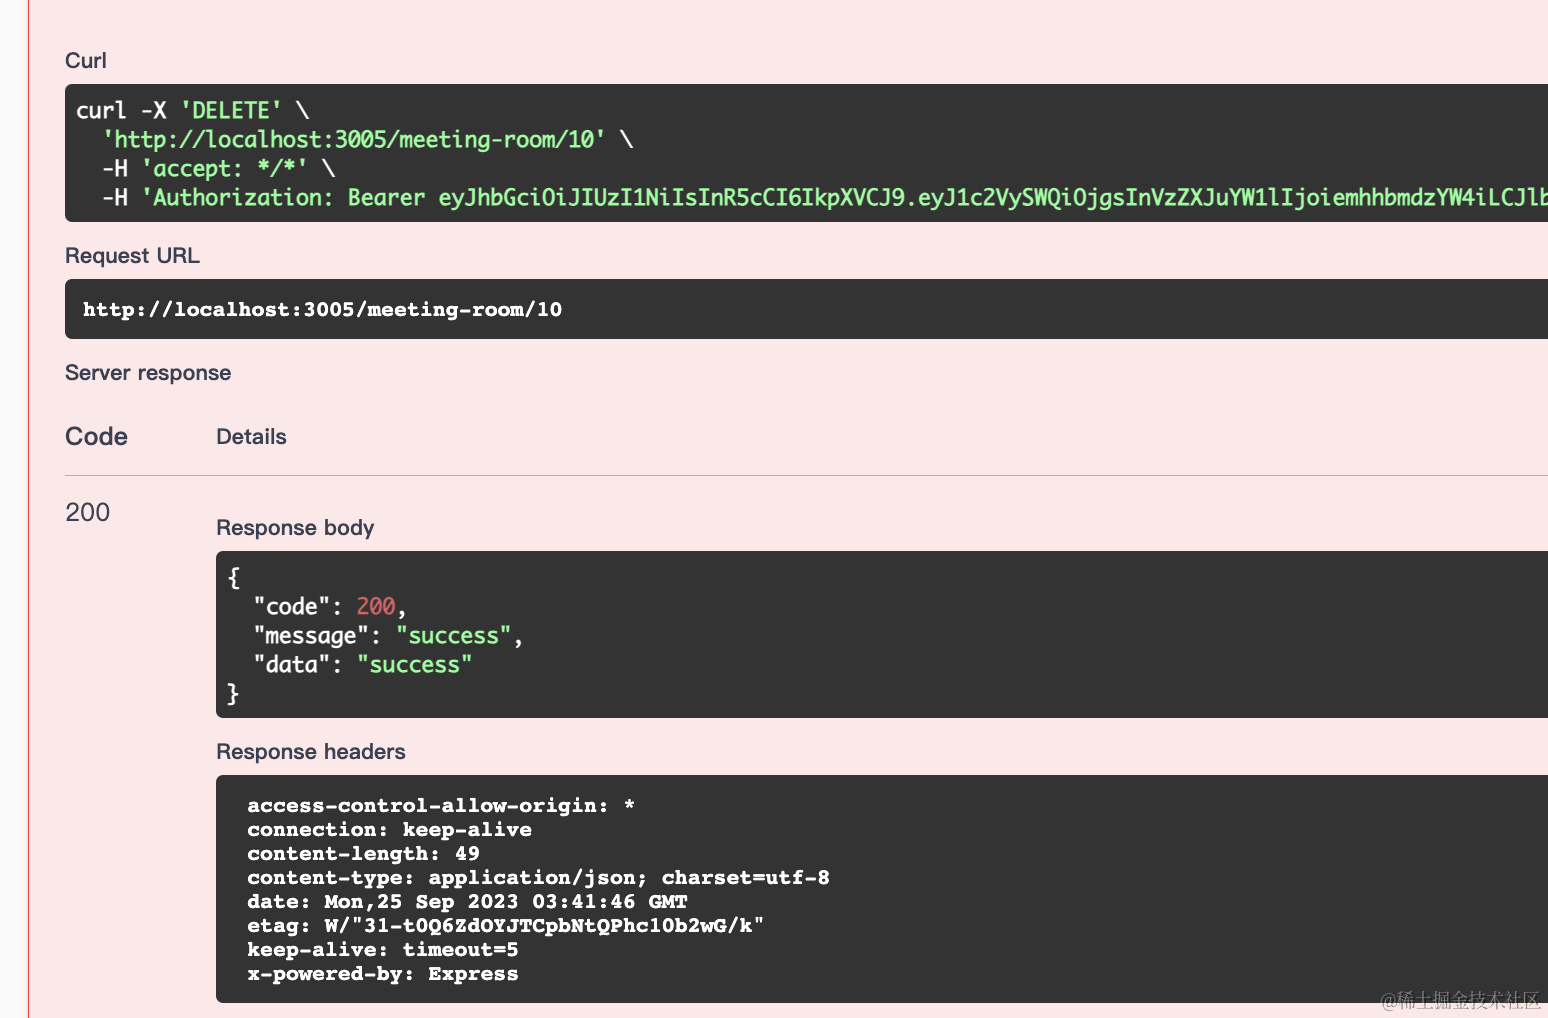 Curl
curl -X 'DELETE' \
'http://localhost:3005/meeting-room/10' \
-H 'accept: */*' \
-H 'Authorization: Bearer eyJhbGciOiJIUzI1NiIsInR5cCI6IkpXVCJ9.eyJ1c2VySWQiOjgsInVzZXJuYW1lIjoiemhhbmdzYW4iLCJlb
Request URL
http://localhost:3005/meeting-room/10
Server response
Code Details
200
Response body
{
"code": 200,
"message": "success",
"data": "success"
}
Response headers
access-control-allow-origin: *
connection: keep-alive
content-length: 49
content-type: application/json; charset=utf-8
date: Mon,25 Sep 2023 03:41:46 GMT
etag: W/"31-t0Q6ZdOYJTCpbNtQPhc10b2wG/k"
keep-alive: timeout=5
x-powered-by: Express
@稀土掘金技术社区